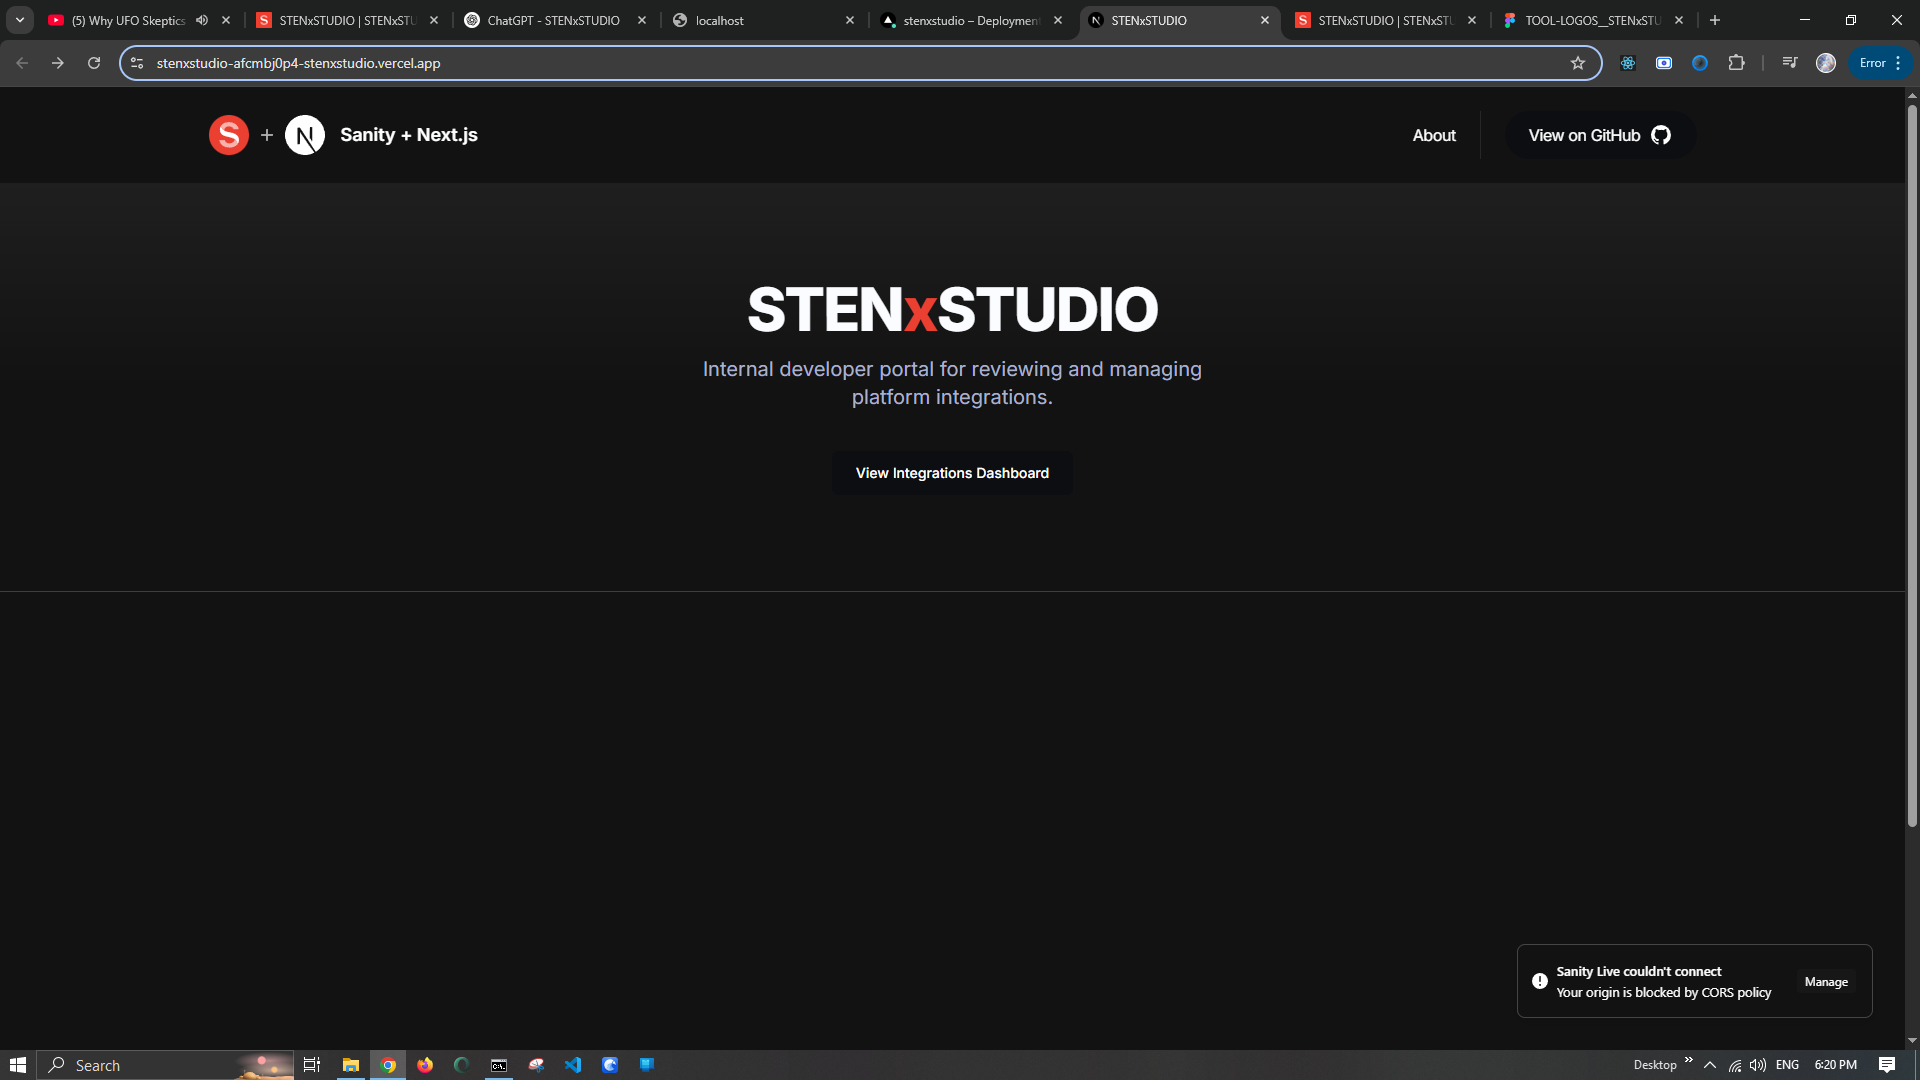 (5) Why UFO Skeptics
STENxSTUDIO | STENxSTU
ChatGPT - STENxSTUDIO
localhost
stenxstudio – Deployment
STENxSTUDIO
STENxSTUDIO | STENxSTU
TOOL-LOGOS__STENxSTU
stenxstudio-afcmbj0p4-stenxstudio.vercel.app
Error
S + N Sanity + Next.js
About
View on GitHub
STENxSTUDIO
Internal developer portal for reviewing and managing
platform integrations.
View Integrations Dashboard
Sanity Live couldn't connect
Your origin is blocked by CORS policy
Manage
Search
Desktop
ENG
6:20 PM